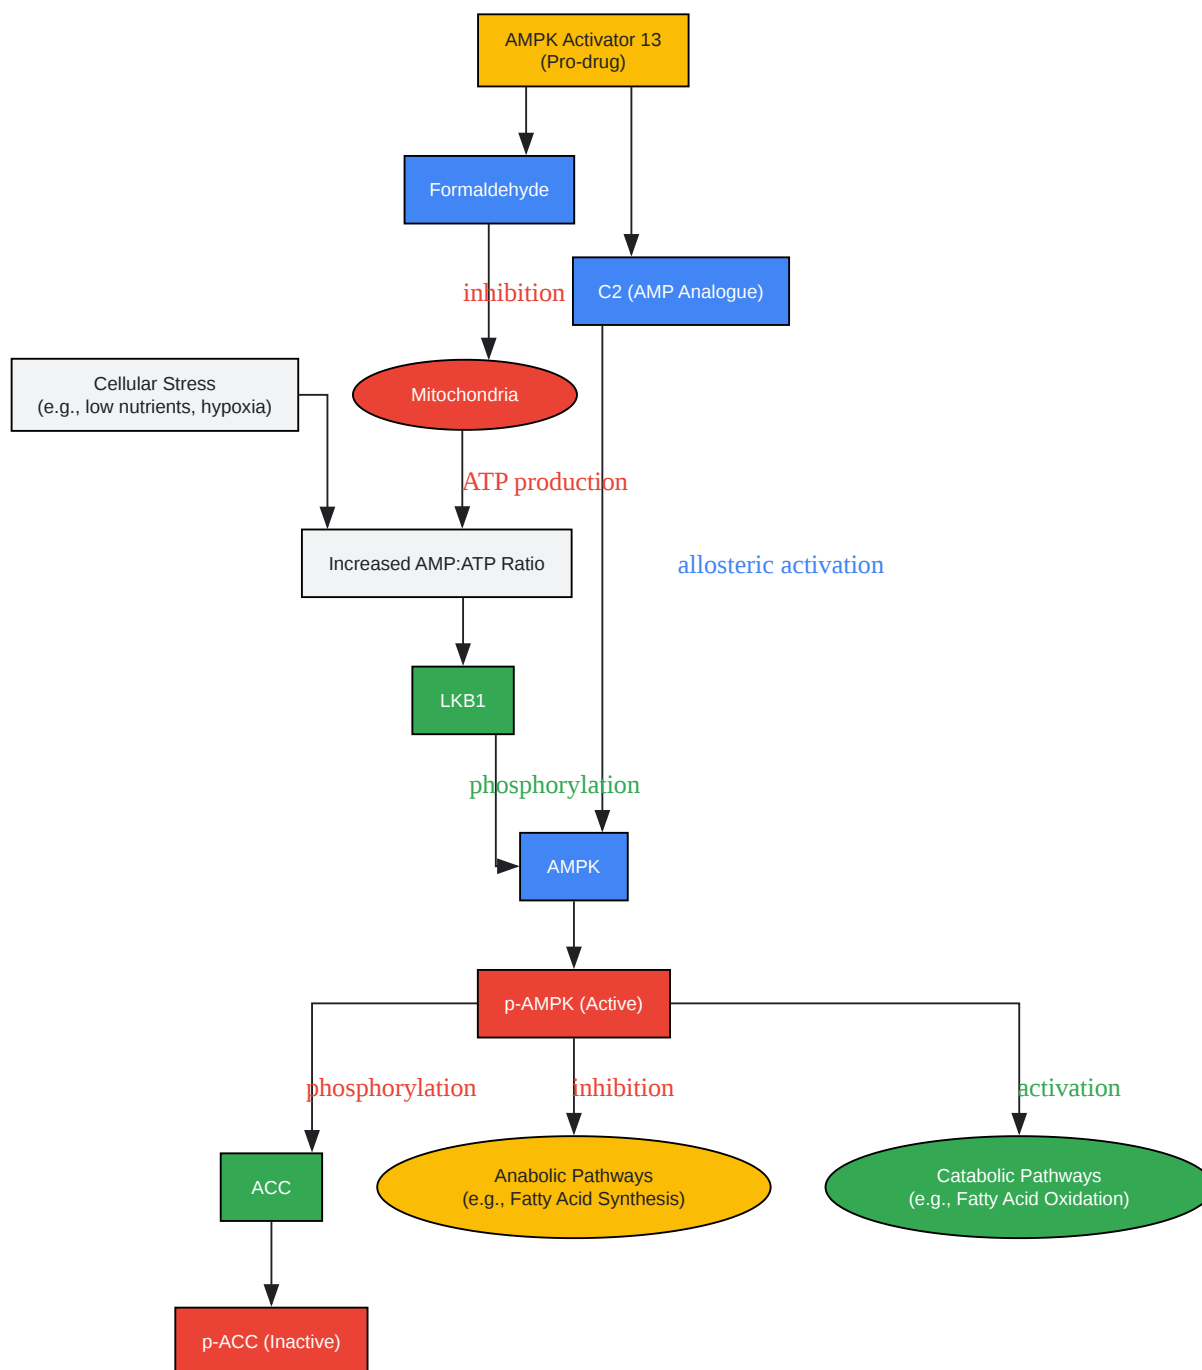 AMPK Activator 13
(Pro-drug)
Formaldehyde
inhibition
C2 (AMP Analogue)
Cellular Stress
(e.g., low nutrients, hypoxia)
Mitochondria
ATP production
Increased AMP:ATP Ratio
allosteric activation
LKB1
phosphorylation
AMPK
p-AMPK (Active)
phosphorylation
inhibition
activation
ACC
Anabolic Pathways
(e.g., Fatty Acid Synthesis)
Catabolic Pathways
(e.g., Fatty Acid Oxidation)
p-ACC (Inactive)